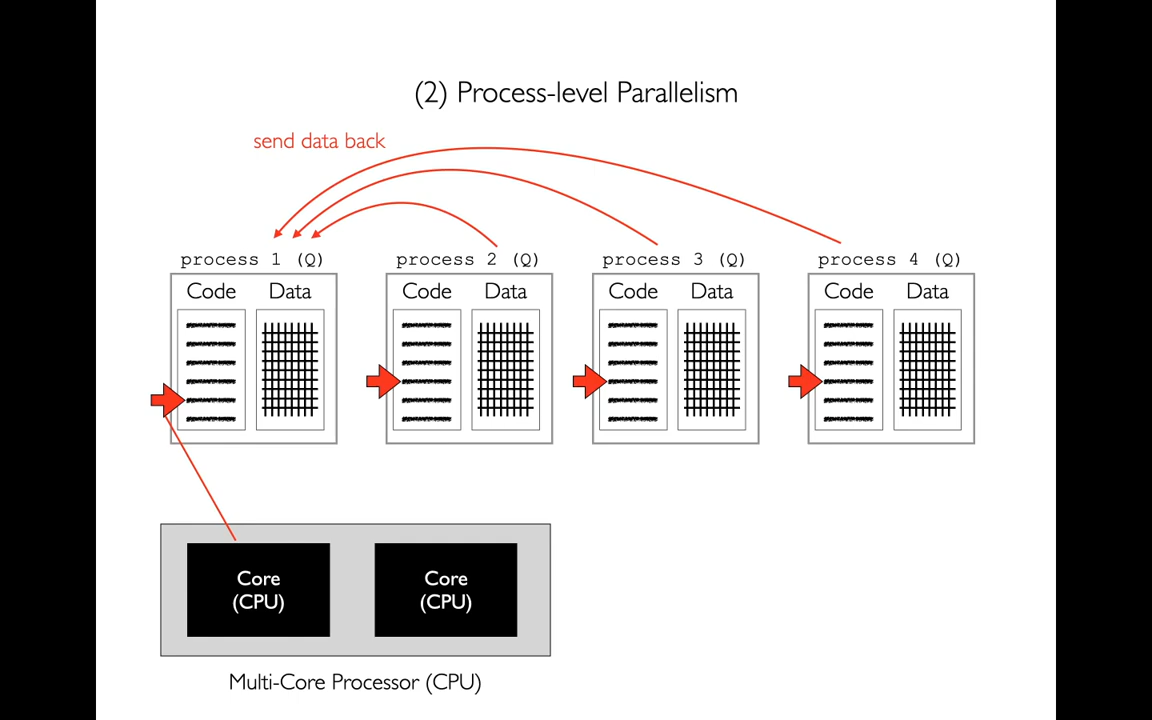 (2) Process-level Parallelism
send data back
process 1 (Q)
process 2 (Q)
process 3 (Q)
process 4 (Q)
Code Data
Code Data
Code Data
Code Data
Core
(CPU)
Core
(CPU)
Multi-Core Processor (CPU)